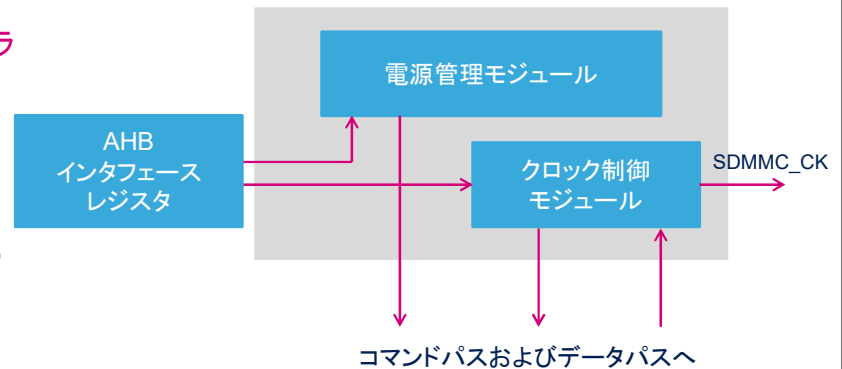 ラ
電源管理モジュール
AHB
インタフェース
レジスタ
クロック制御
モジュール
SDMMC_CK
コマンドパスおよびデータパスへ